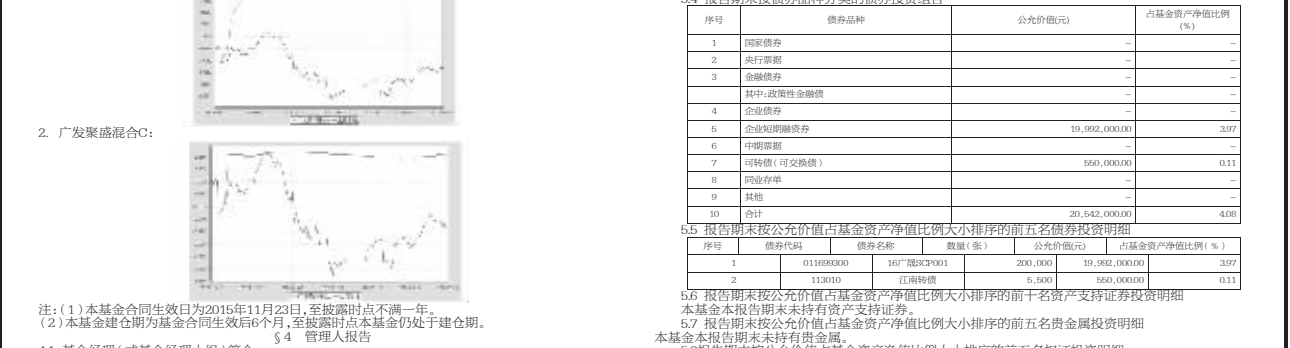 2. 广发聚盛混合C：
注：（1）本基金合同生效日为2015年11月23日，至披露时点不满一年。
（2）本基金建仓期为基金合同生效后6个月，至披露时点本基金仍处于建仓期。
§4 管理人报告
序号 债券品种 公允价值(元) 占基金资产净值比例(%)
1 国家债券 – –
2 央行票据 – –
3 金融债券 – –
其中：政策性金融债 – –
4 企业债券 – –
5 企业短期融资券 19,992,000.00 3.97
6 中期票据 – –
7 可转债（可交换债） 550,000.00 0.11
8 同业存单 – –
9 其他 – –
10 合计 20,542,000.00 4.08
5.5 报告期末按公允价值占基金资产净值比例大小排序的前五名债券投资明细
序号 债券代码 债券名称 数量（张） 公允价值(元) 占基金资产净值比例（%）
1 011699300 16广晟SCP001 200,000 19,992,000.00 3.97
2 113010 江南转债 5,500 550,000.00 0.11
5.6 报告期末按公允价值占基金资产净值比例大小排序的前十名资产支持证券投资明细
本基金本报告期末未持有资产支持证券。
5.7 报告期末按公允价值占基金资产净值比例大小排序的前五名贵金属投资明细
本基金本报告期末未持有贵金属。